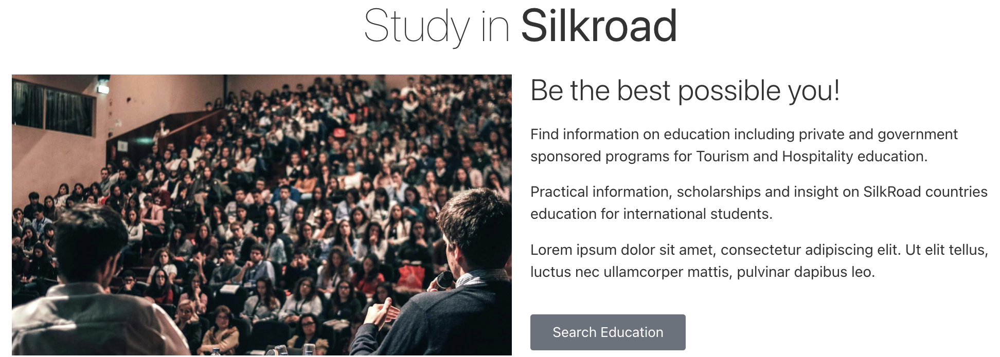 Study in Silkroad
Be the best possible you!
Find information on education including private and government
sponsored programs for Tourism and Hospitality education.
Practical information, scholarships and insight on SilkRoad countries
education for international students.
Lorem ipsum dolor sit amet, consectetur adipiscing elit. Ut elit tellus,
luctus nec ullamcorper mattis, pulvinar dapibus leo.
Search Education